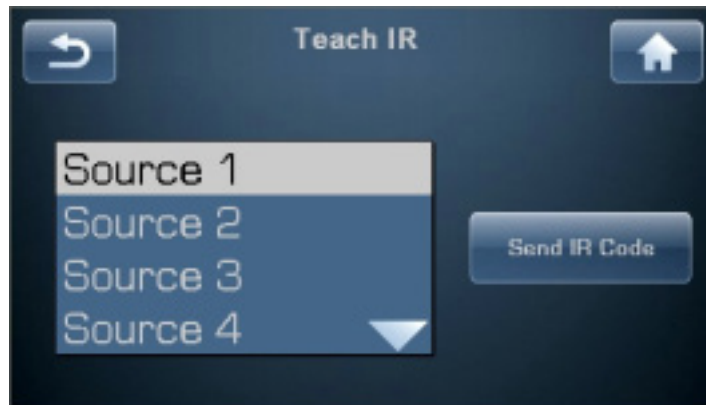 Teach IR
Source 1
Source 2
Source 3
Source 4
Send IR Code